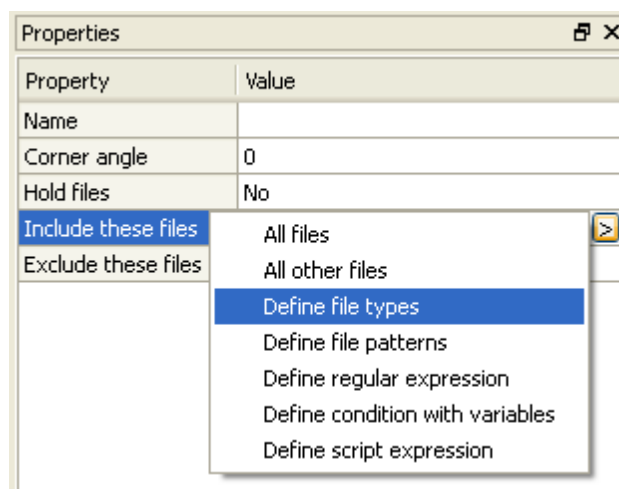 Properties
Property Value
Name
Corner angle 0
Hold files No
Include these files
All files
Exclude these files
All other files
Define file types
Define file patterns
Define regular expression
Define condition with variables
Define script expression